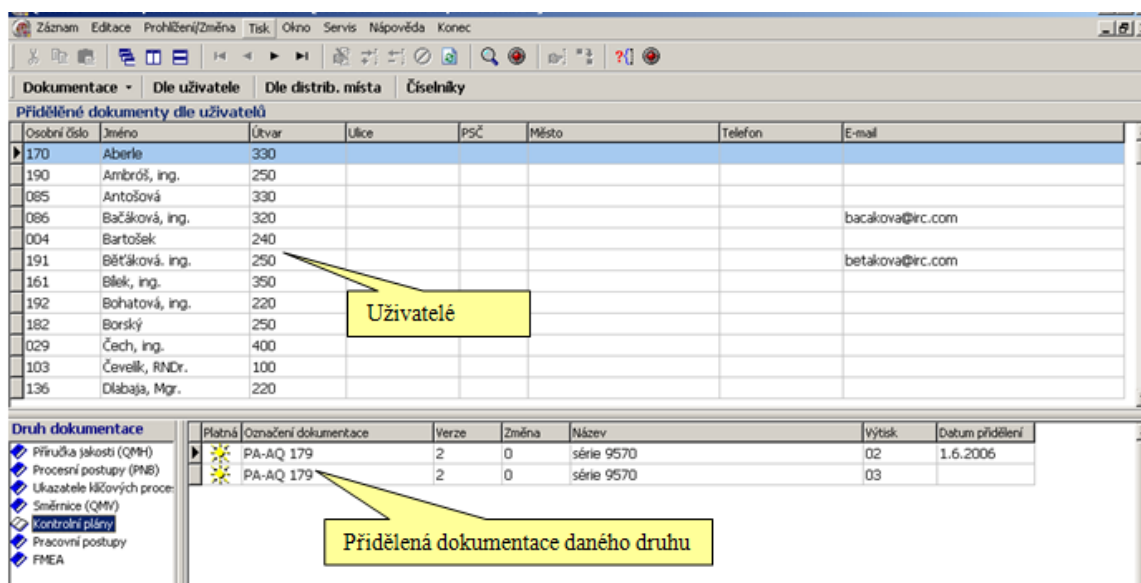 Záznam Editace Prohlížení/Změna Tisk Okno Servis Nápověda Konec
Dokumentace Dle uživatele Dle distrib. místa Číselníky
Přidělěné dokumenty dle uživatelů
Osobní číslo Jméno Útvar Ulice PSČ Město Telefon E-mail
170 Aberle 330
190 Ambróš, ing. 250
085 Antošová 330
086 Bačáková, ing. 320 bacakova@irc.com
004 Bartošek 240
191 Běťáková. ing. 250 betakova@irc.com
161 Bílek, ing. 350
192 Bohatová, ing. 220
182 Borský 250
029 Čech, ing. 400
103 Čevelík, RNDr. 100
136 Dlabaja, Mgr. 220
Uživatelé
Druh dokumentace
Příručka jakosti (QMH)
Procesní postupy (PNB)
Ukazatele klíčových proce
Směrnice (QMV)
Kontrolní plány
Pracovní postupy
FMEA
Platná Označení dokumentace Verze Změna Název Výtisk Datum přidělení
PA-AQ 179 2 0 série 9570 02 1.6.2006
PA-AQ 179 2 0 série 9570 03
Přidělená dokumentace daného druhu